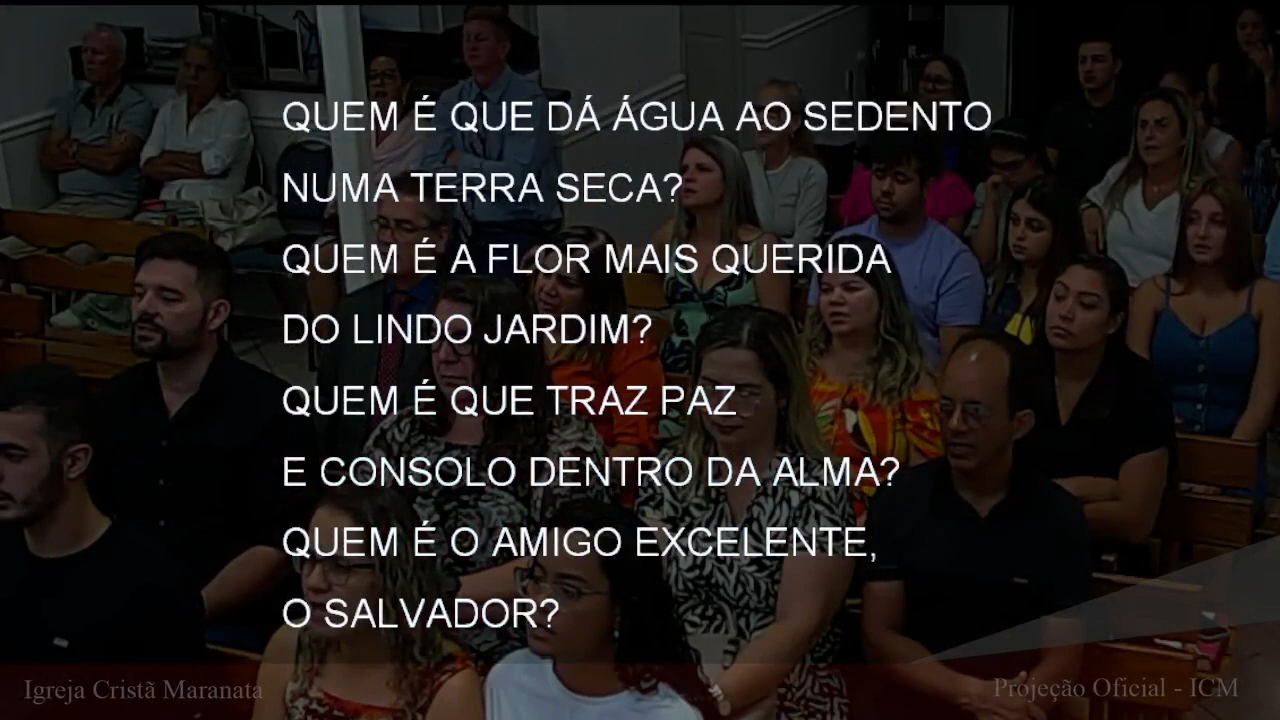 QUEM É QUE DÁ ÁGUA AO SEDENTO
NUMA TERRA SECA?
QUEM É A FLOR MAIS QUERIDA
DO LINDO JARDIM?
QUEM É QUE TRAZ PAZ
E CONSOLO DENTRO DA ALMA?
QUEM É O AMIGO EXCELENTE,
O SALVADOR?
Igreja Cristã Maranata
Projeção Oficial - ICM